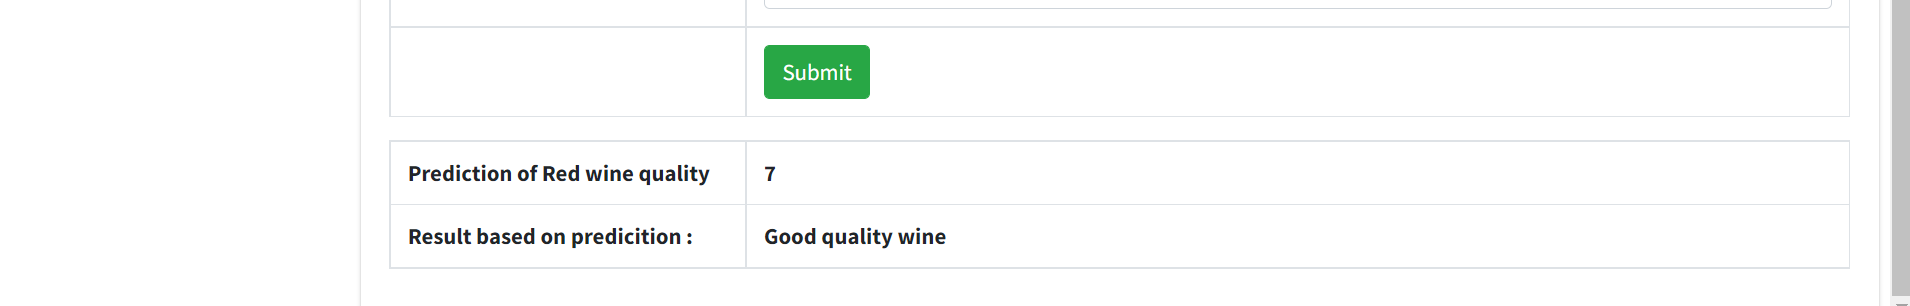 Submit
Prediction of Red wine quality 7
Result based on predicition : Good quality wine